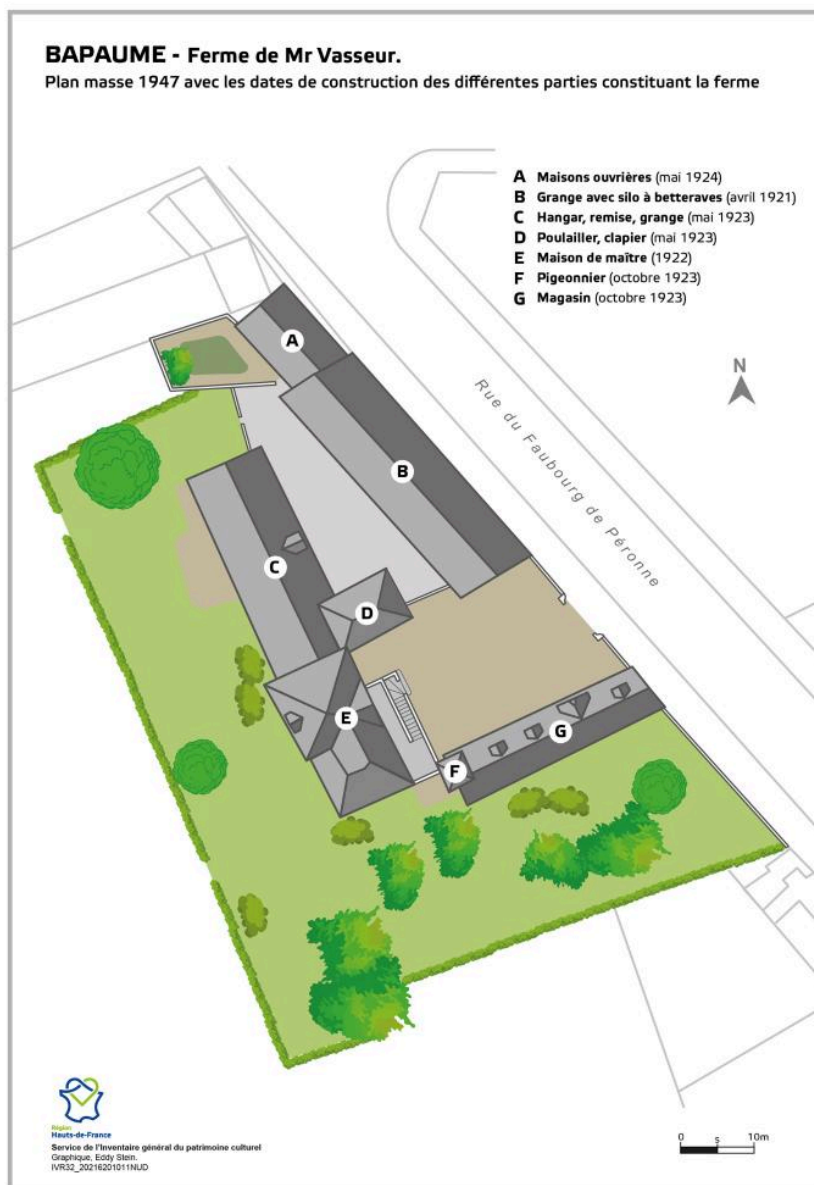 BAPAUME - Ferme de Mr Vasseur.
Plan masse 1947 avec les dates de construction des différentes parties constituant la ferme
A Maisons ouvrières (mai 1924)
B Grange avec silo à betteraves (avril 1921)
C Hangar, remise, grange (mai 1923)
D Poulailler, clapier (mai 1923)
E Maison de maître (1922)
F Pigeonnier (octobre 1923)
G Magasin (octobre 1923)
A
N
Rue du Faubourg de Péronne
B
C
D
E
G
F
Région
Hauts-de-France
Service de l'Inventaire général du patrimoine culturel
Graphique, Eddy Stein.
IVR32_20216201011NUD
0 5 10m